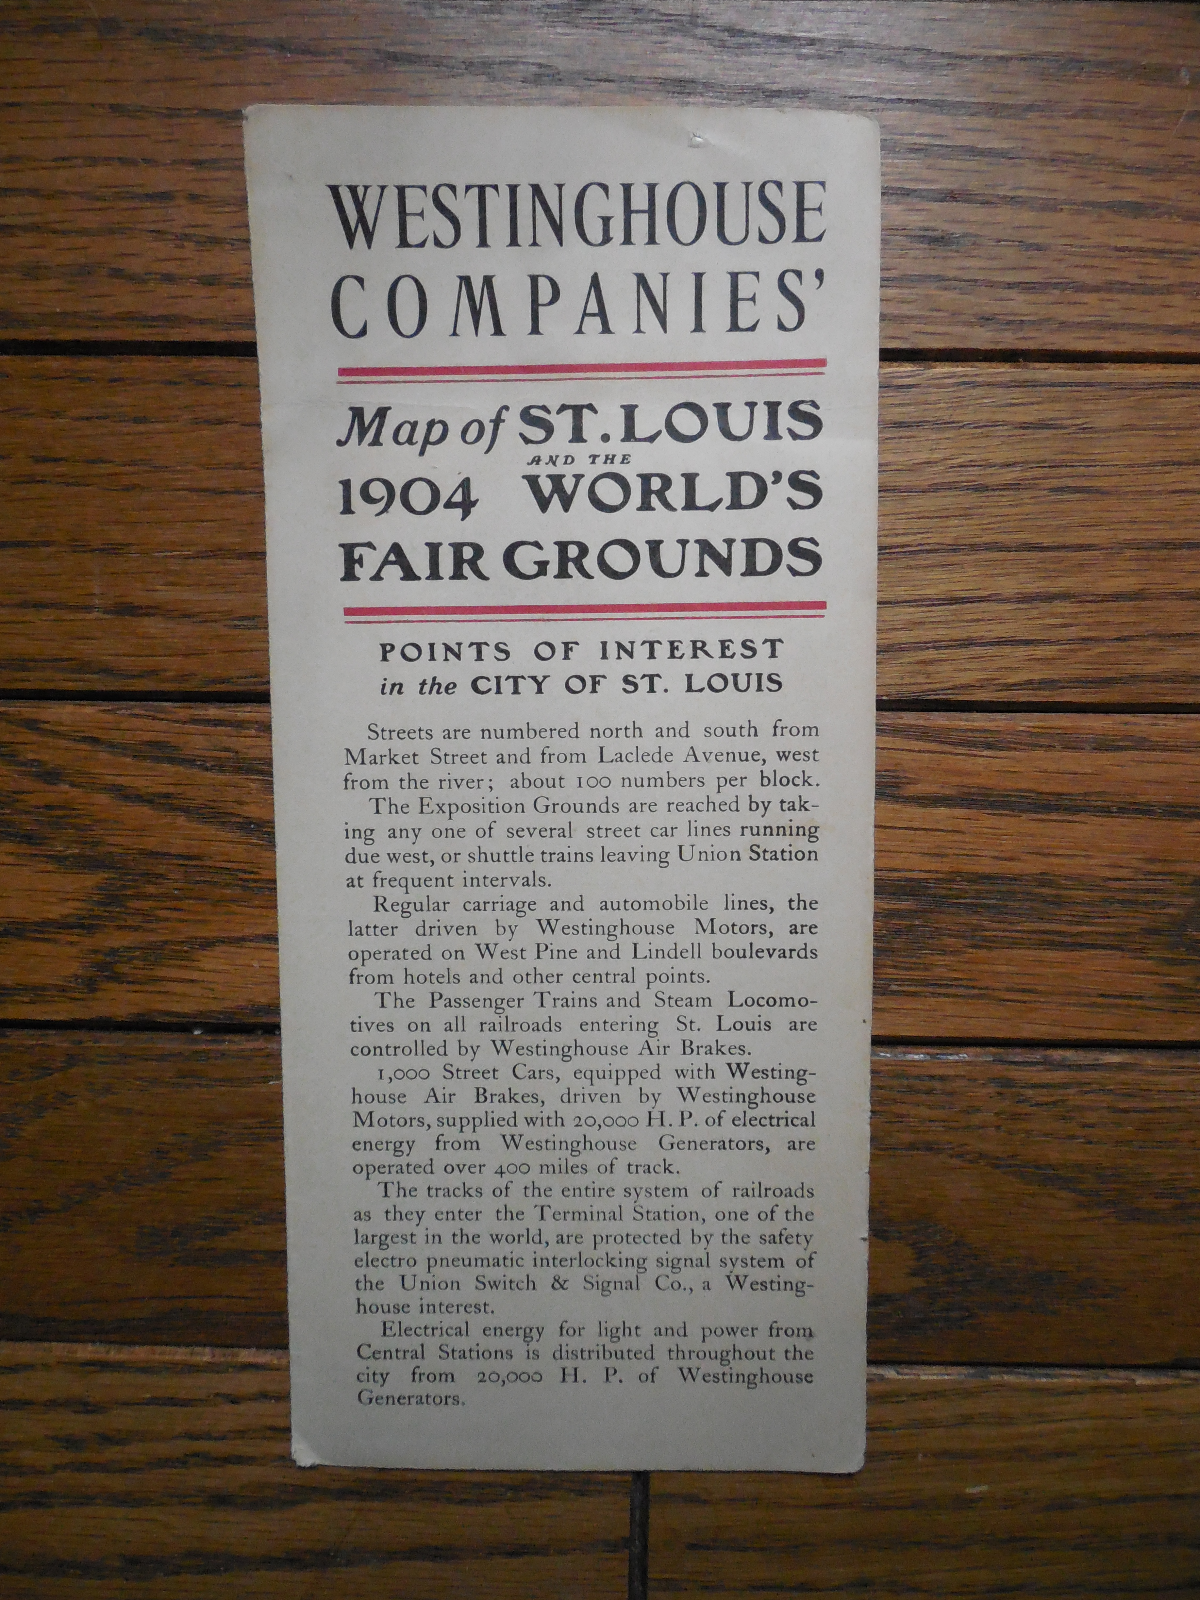 WESTINGHOUSE
COMPANIES'
Map of ST. LOUIS
AND THE
1904 WORLD'S
FAIR GROUNDS
POINTS OF INTEREST
in the CITY OF ST. LOUIS
Streets are numbered north and south from
Market Street and from Laclede Avenue, west
from the river; about 100 numbers per block.
The Exposition Grounds are reached by tak-
ing any one of several street car lines running
due west, or shuttle trains leaving Union Station
at frequent intervals.
Regular carriage and automobile lines, the
latter driven by Westinghouse Motors, are
operated on West Pine and Lindell boulevards
from hotels and other central points.
The Passenger Trains and Steam Locomo-
tives on all railroads entering St. Louis are
controlled by Westinghouse Air Brakes.
1,000 Street Cars, equipped with Westing-
house Air Brakes, driven by Westinghouse
Motors, supplied with 20,000 H. P. of electrical
energy from Westinghouse Generators, are
operated over 400 miles of track.
The tracks of the entire system of railroads
as they enter the Terminal Station, one of the
largest in the world, are protected by the safety
electro pneumatic interlocking signal system of
the Union Switch & Signal Co., a Westing-
house interest.
Electrical energy for light and power from
Central Stations is distributed throughout the
city from 20,000 H. P. of Westinghouse
Generators.